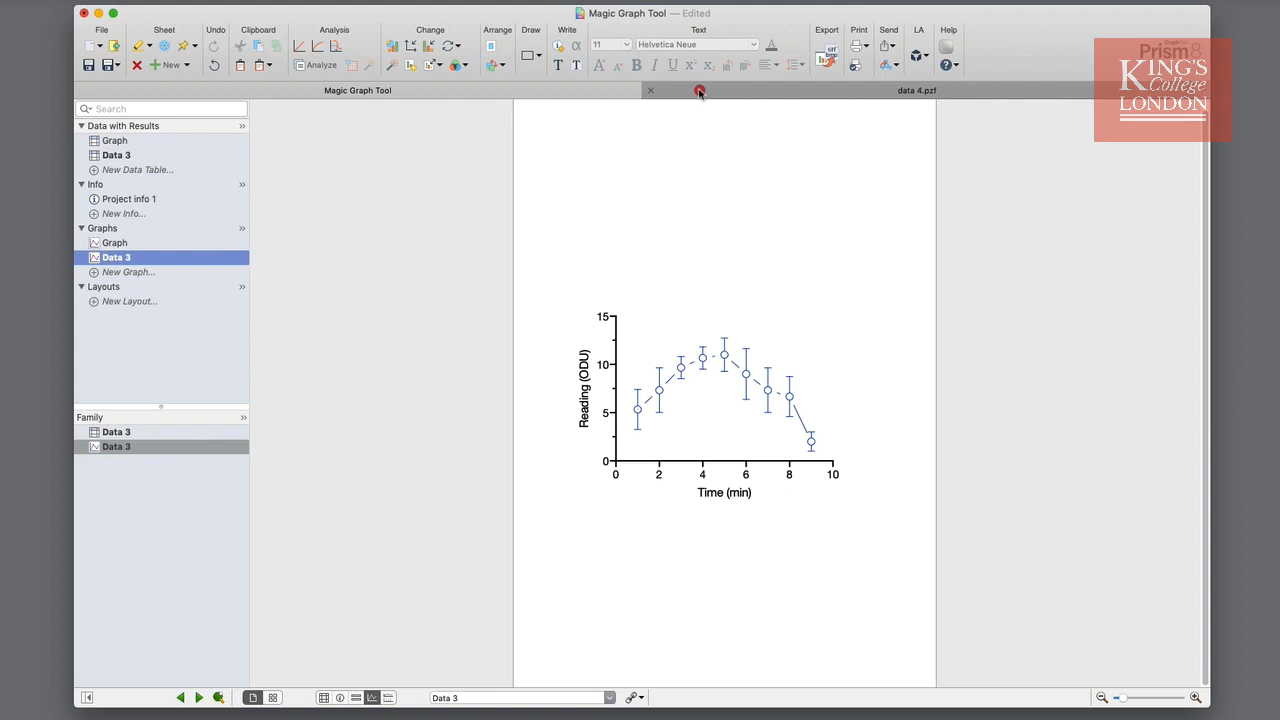 Magic Graph Tool — Edited
File Sheet Undo Clipboard Analysis Change Arrange Draw Write Text Export Print Send LA Help
11 Helvetica Neue
New Analyze T T A A B I U X² X₂
Prism8
KING'S
College
LONDON
Magic Graph Tool
data 4.pzf
Search
Data with Results
Graph
Data 3
New Data Table...
Info
Project info 1
New Info...
Graphs
Graph
Data 3
New Graph...
Layouts
New Layout...
Family
Data 3
Data 3
15
10
5
0
Reading (ODU)
0 2 4 6 8 10
Time (min)
Data 3